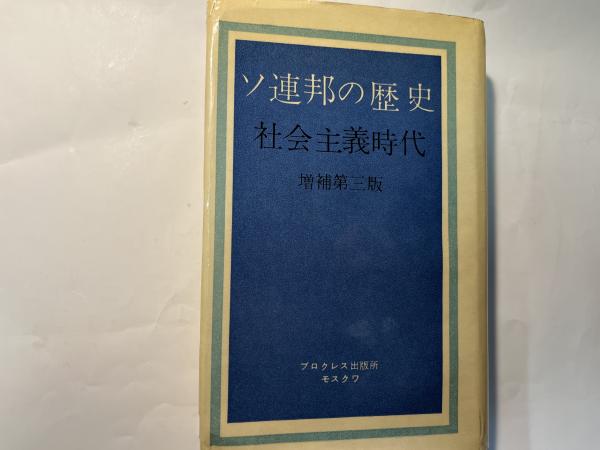 ソ連邦の歴史
社会主義時代
増補第三版
プログレス出版所
モスクワ